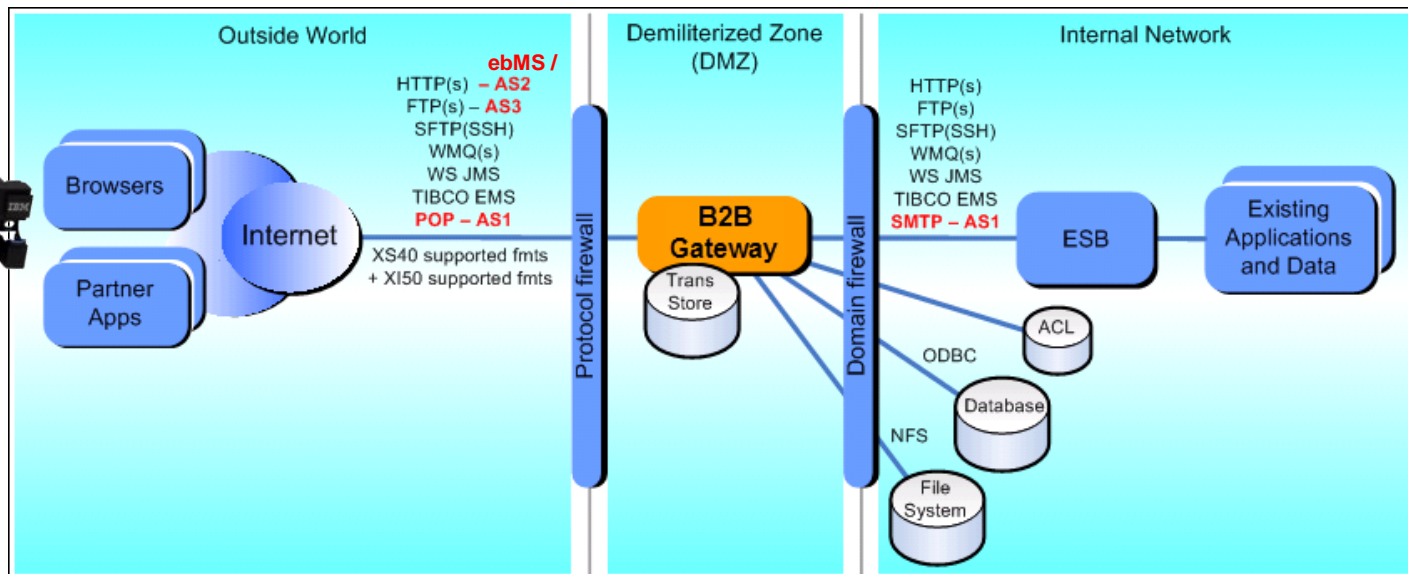 Outside World
ebMS /
HTTP(s) – AS2
FTP(s) – AS3
SFTP(SSH)
WMQ(s)
WS JMS
TIBCO EMS
POP – AS1
XS40 supported fmts
+ XI50 supported fmts
Browsers
Partner
Apps
Internet
IBM
Protocol firewall
Demiliterized Zone
(DMZ)
B2B
Gateway
Trans
Store
Domain firewall
Internal Network
HTTP(s)
FTP(s)
SFTP(SSH)
WMQ(s)
WS JMS
TIBCO EMS
SMTP – AS1
ESB
Existing
Applications
and Data
ACL
ODBC
Database
NFS
File
System